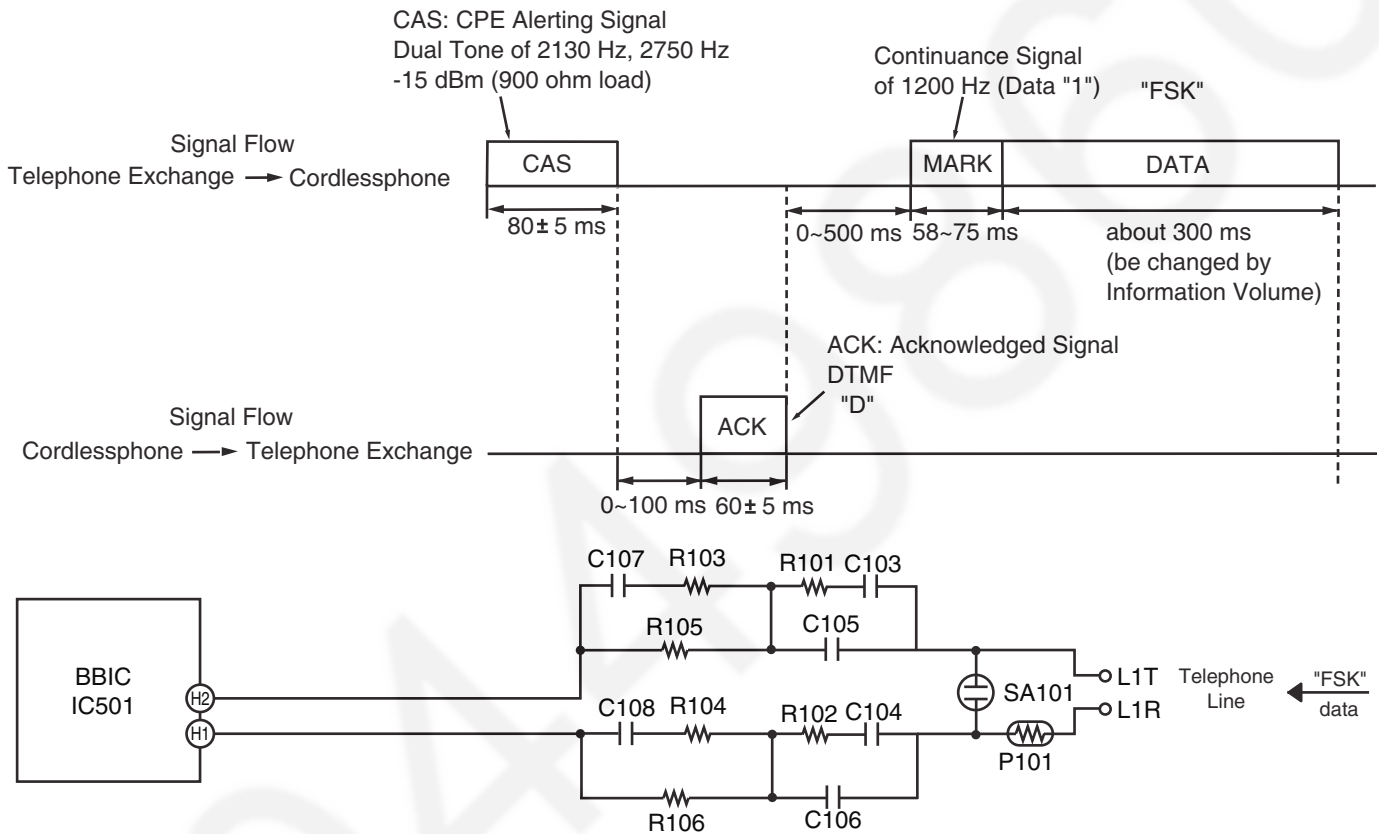 CAS: CPE Alerting Signal
Dual Tone of 2130 Hz, 2750 Hz
-15 dBm (900 ohm load)
Continuance Signal
of 1200 Hz (Data "1")
"FSK"
Signal Flow
Telephone Exchange
Cordlessphone
CAS
MARK
DATA
80± 5 ms
0~500 ms
58~75 ms
about 300 ms
(be changed by
Information Volume)
ACK: Acknowledged Signal
DTMF
"D"
Signal Flow
Cordlessphone
Telephone Exchange
ACK
0~100 ms
60± 5 ms
C107
R103
R101
C103
R105
C105
BBIC
IC501
H2
H1
SA101
L1T
L1R
Telephone
Line
"FSK"
data
C108
R104
R102
C104
P101
R106
C106